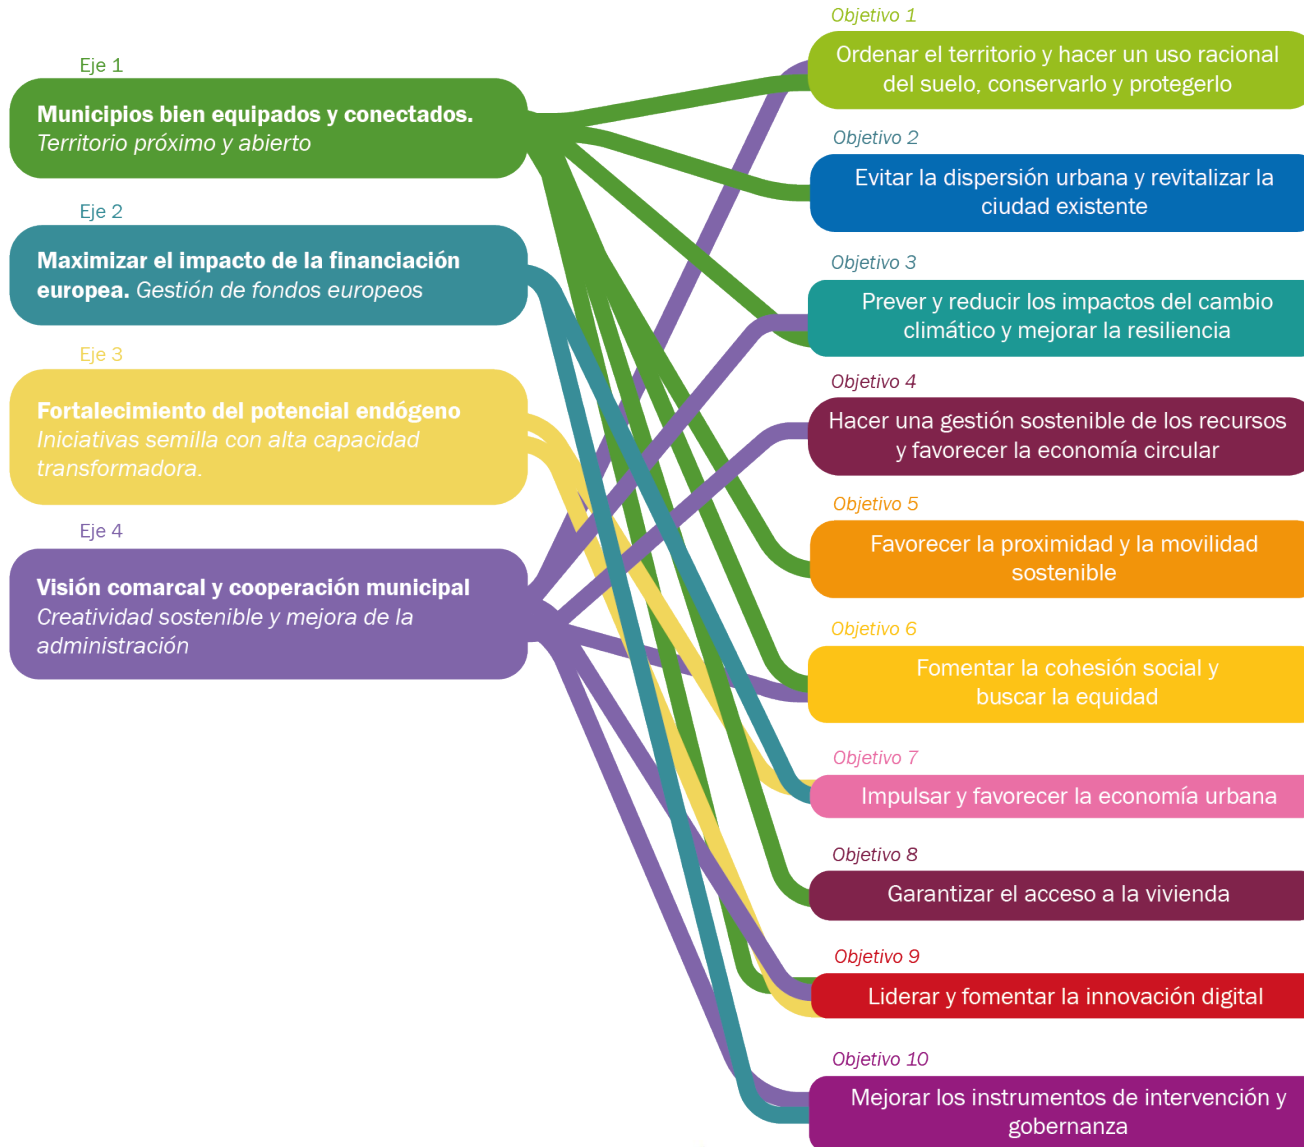 Eje 1
Municipios bien equipados y conectados.
Territorio próximo y abierto
Eje 2
Maximizar el impacto de la financiación
europea. Gestión de fondos europeos
Eje 3
Fortalecimiento del potencial endógeno
Iniciativas semilla con alta capacidad
transformadora.
Eje 4
Visión comarcal y cooperación municipal
Creatividad sostenible y mejora de la
administración
Objetivo 1
Ordenar el territorio y hacer un uso racional
del suelo, conservarlo y protegerlo
Objetivo 2
Evitar la dispersión urbana y revitalizar la
ciudad existente
Objetivo 3
Prever y reducir los impactos del cambio
climático y mejorar la resiliencia
Objetivo 4
Hacer una gestión sostenible de los recursos
y favorecer la economía circular
Objetivo 5
Favorecer la proximidad y la movilidad
sostenible
Objetivo 6
Fomentar la cohesión social y
buscar la equidad
Objetivo 7
Impulsar y favorecer la economía urbana
Objetivo 8
Garantizar el acceso a la vivienda
Objetivo 9
Liderar y fomentar la innovación digital
Objetivo 10
Mejorar los instrumentos de intervención y
gobernanza